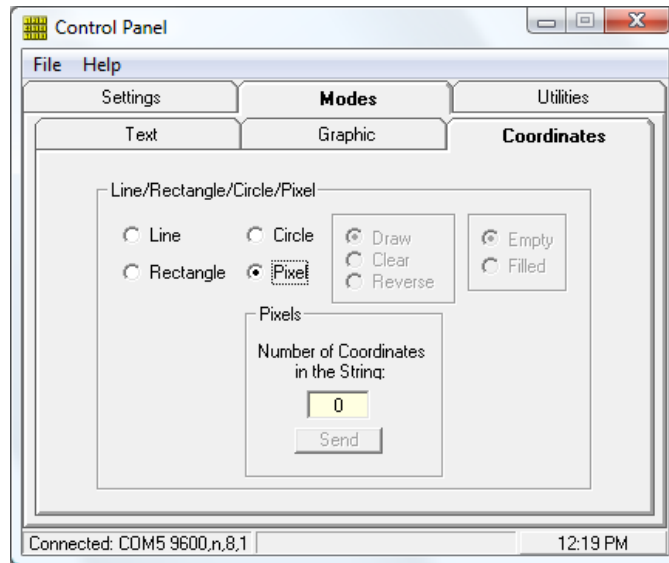 Control Panel
File Help
Settings Modes Utilities
Text Graphic Coordinates
Line/Rectangle/Circle/Pixel
Line Circle Draw Empty
Clear
Rectangle Pixel Filled
Reverse
Pixels
Number of Coordinates
in the String:
0
Send
Connected: COM5 9600,n,8,1 12:19 PM